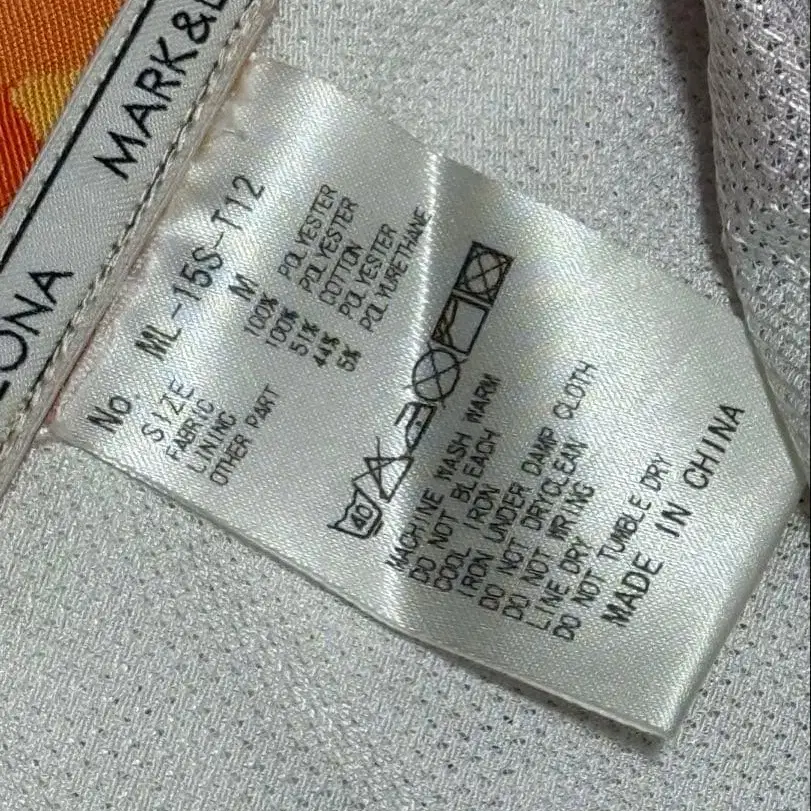 MARK&L
ONA
No. ML-15S-T12
SIZE M
FABRIC 100% POLYESTER
LINING 100% POLYESTER
OTHER PART 51% COTTON
44% POLYESTER
5% POLYURETHANE
40
MACHINE WASH WARM
DO NOT BLEACH
COOL IRON
IRON UNDER DAMP CLOTH
DO NOT DRYCLEAN
DO NOT WRING
LINE DRY
DO NOT TUMBLE DRY
MADE IN CHINA